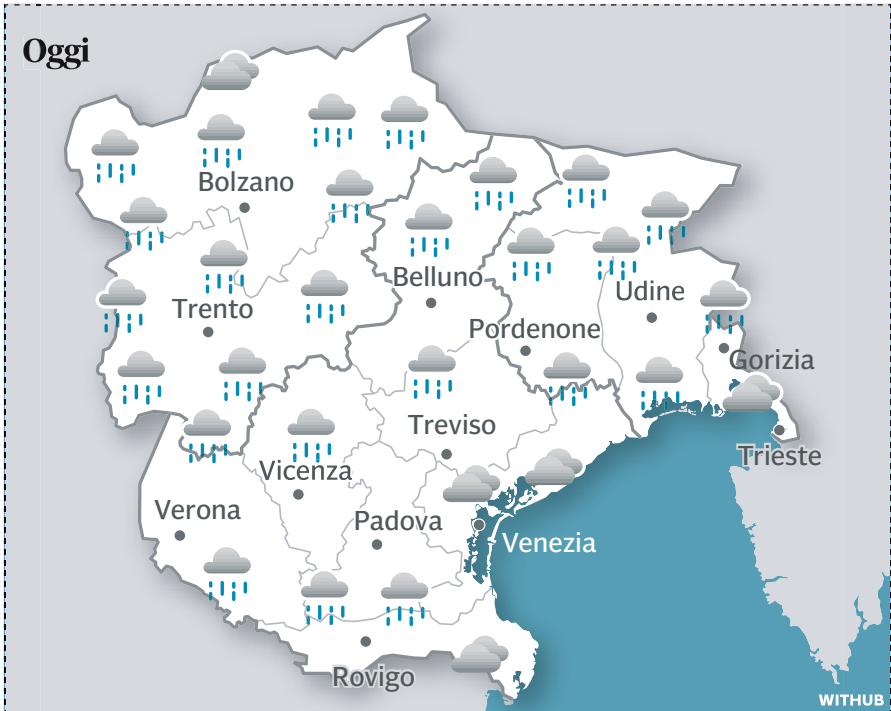 Oggi
Bolzano
Belluno
Udine
Trento
Pordenone
Gorizia
Treviso
Trieste
Vicenza
Verona
Padova
Venezia
Rovigo
WITHUB